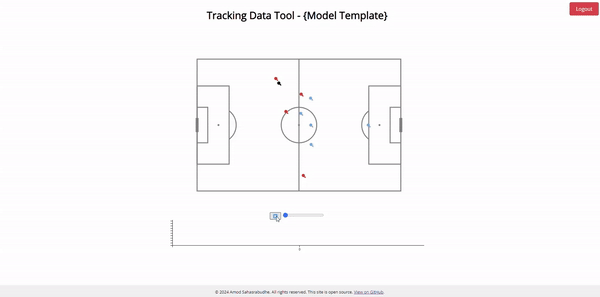 Logout
Tracking Data Tool - {Model Template}
© 2024 Amod Sahasrabudhe. All rights reserved. This site is open source. View on GitHub.